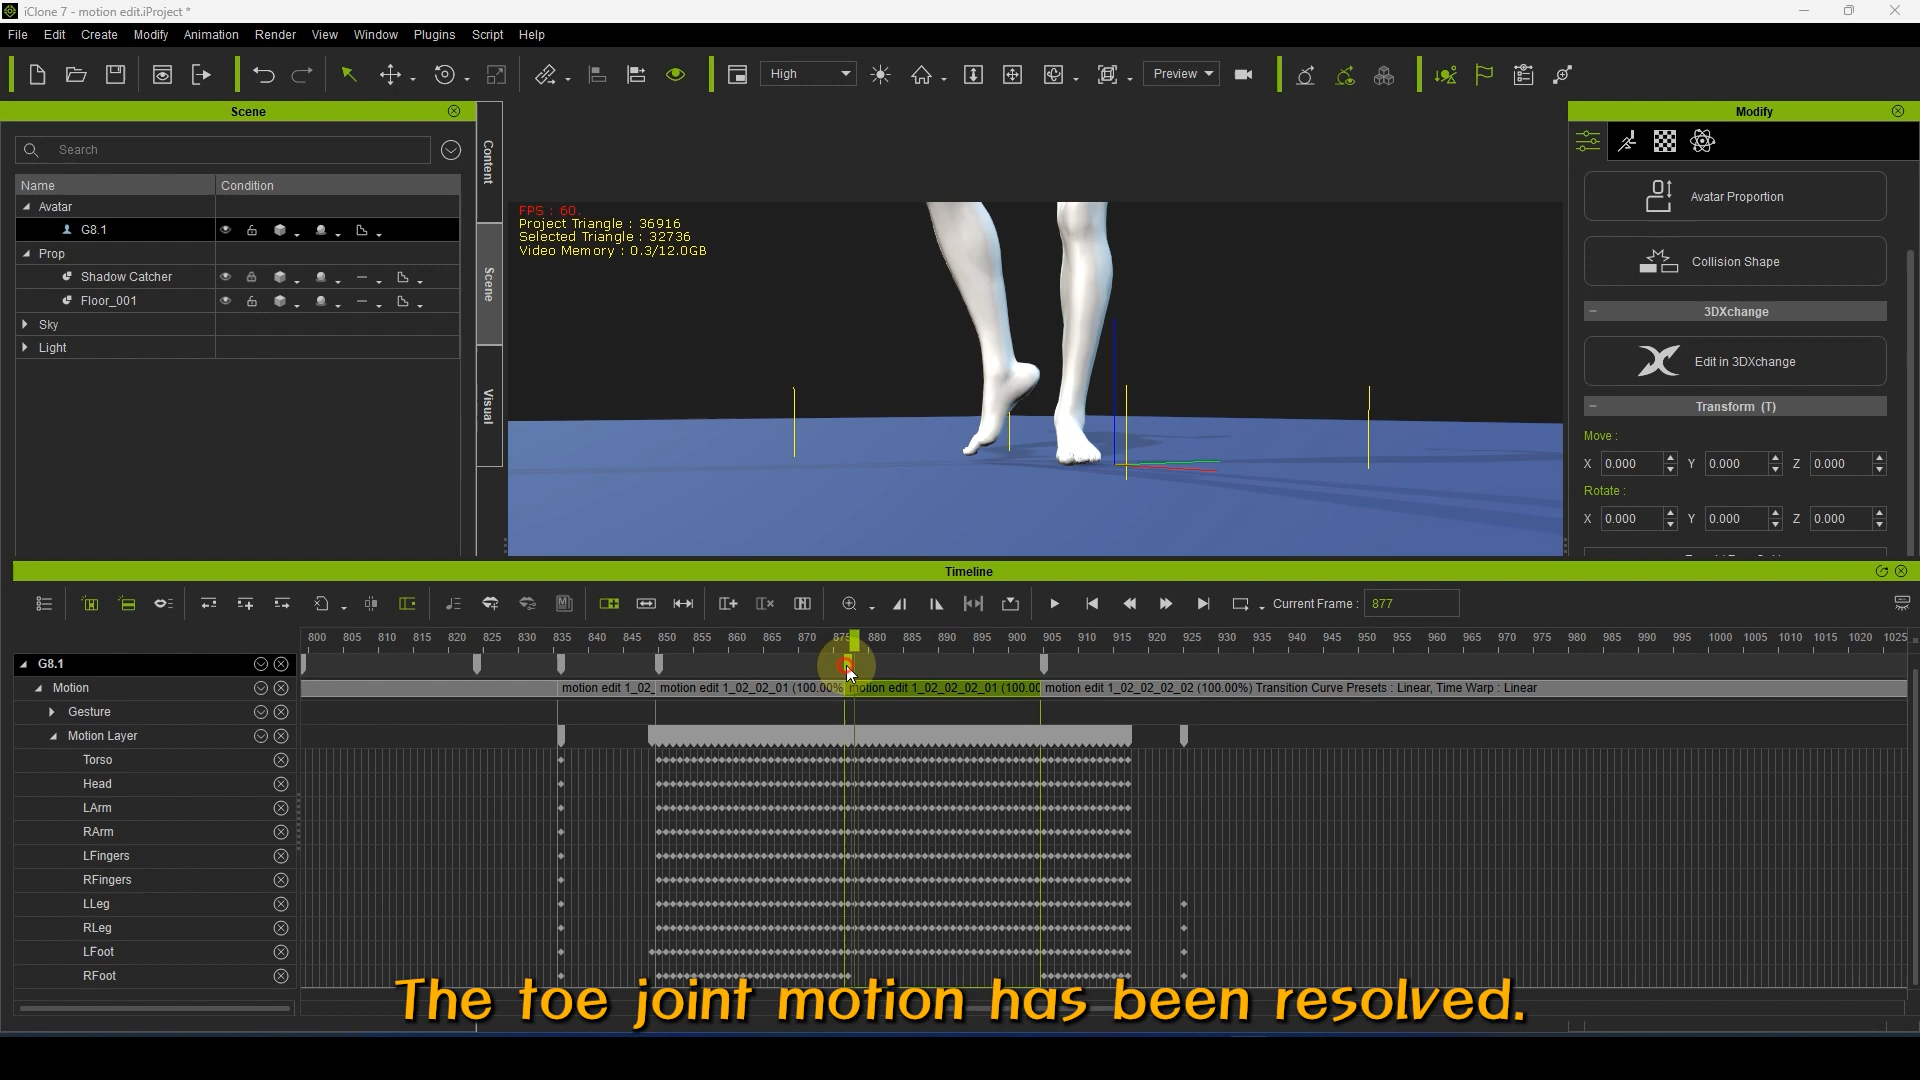 iClone 7 - motion edit.iProject *
File Edit Create Modify Animation Render View Window Plugins Script Help
High
Preview
Scene
Search
Name Condition
Avatar
G8.1
Prop
Shadow Catcher
Floor_001
Sky
Light
Content
Scene
Visual
FPS : 60.
Project Triangle : 36916
Selected Triangle : 32736
Video Memory : 0.3/12.0GB
Modify
Avatar Proportion
Collision Shape
3DXchange
Edit in 3DXchange
Transform (T)
Move :
X 0.000 Y 0.000 Z 0.000
Rotate :
X 0.000 Y 0.000 Z 0.000
Timeline
Current Frame : 877
800 805 810 815 820 825 830 835 840 845 850 855 860 865 870 875 880 885 890 895 900 905 910 915 920 925 930 935 940 945 950 955 960 965 970 975 980 985 990 995 1000 1005 1010 1015 1020 1025
G8.1
Motion
motion edit 1_02_ motion edit 1_02_02_01 (100.00% motion edit 1_02_02_02_01 (100.00 motion edit 1_02_02_02_02 (100.00%) Transition Curve Presets : Linear, Time Warp : Linear
Gesture
Motion Layer
Torso
Head
LArm
RArm
LFingers
RFingers
LLeg
RLeg
LFoot
RFoot
The toe joint motion has been resolved.